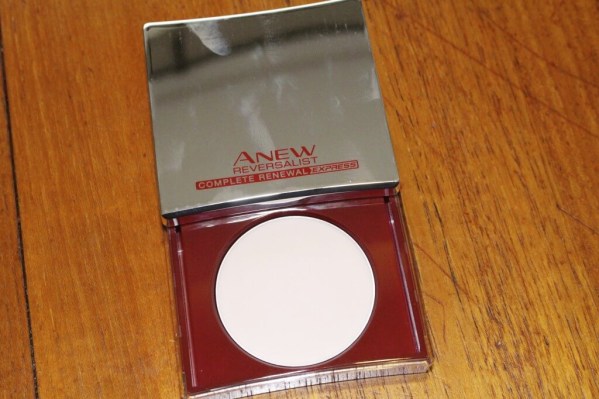 ANEW
REVERSALIST
COMPLETE RENEWAL EXPRESS